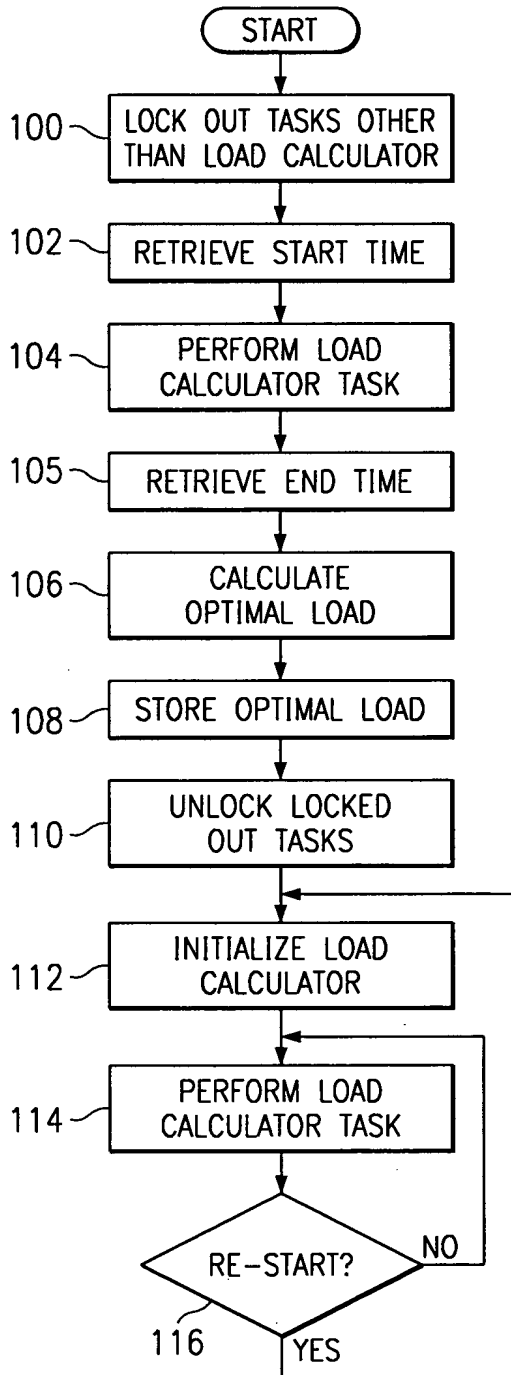 START
100
LOCK OUT TASKS OTHER
THAN LOAD CALCULATOR
102
RETRIEVE START TIME
104
PERFORM LOAD
CALCULATOR TASK
105
RETRIEVE END TIME
106
CALCULATE
OPTIMAL LOAD
108
STORE OPTIMAL LOAD
110
UNLOCK LOCKED
OUT TASKS
112
INITIALIZE LOAD
CALCULATOR
114
PERFORM LOAD
CALCULATOR TASK
RE-START?
NO
116
YES